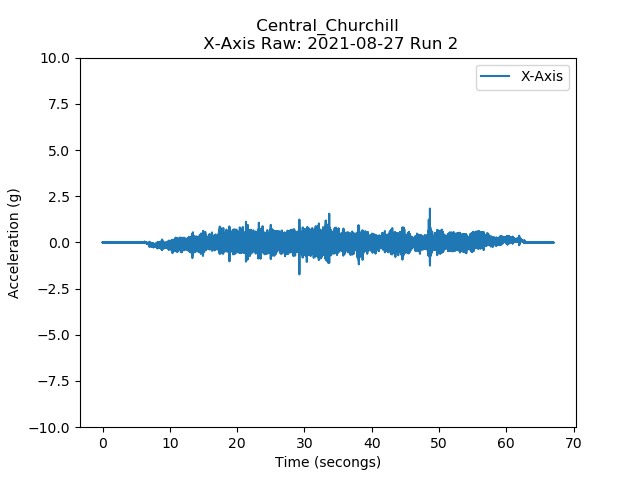 Central_Churchill
X-Axis Raw: 2021-08-27 Run 2
10.0
7.5
5.0
2.5
0.0
−2.5
−5.0
−7.5
−10.0
Acceleration (g)
X-Axis
0 10 20 30 40 50 60 70
Time (secongs)